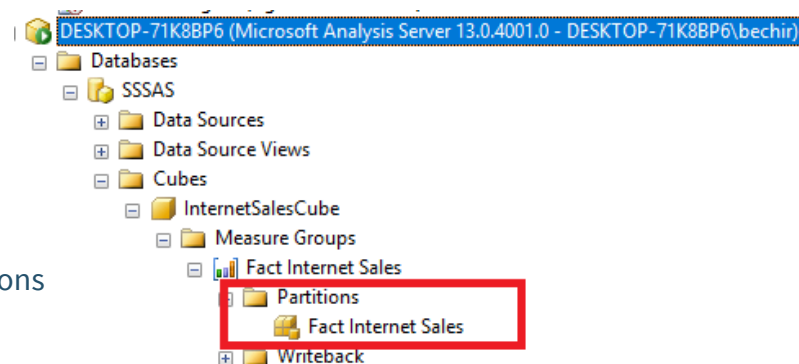 DESKTOP-71K8BP6 (Microsoft Analysis Server 13.0.4001.0 - DESKTOP-71K8BP6\bechir)
Databases
SSSAS
Data Sources
Data Source Views
Cubes
InternetSalesCube
Measure Groups
Fact Internet Sales
ons
Partitions
Fact Internet Sales
Writeback